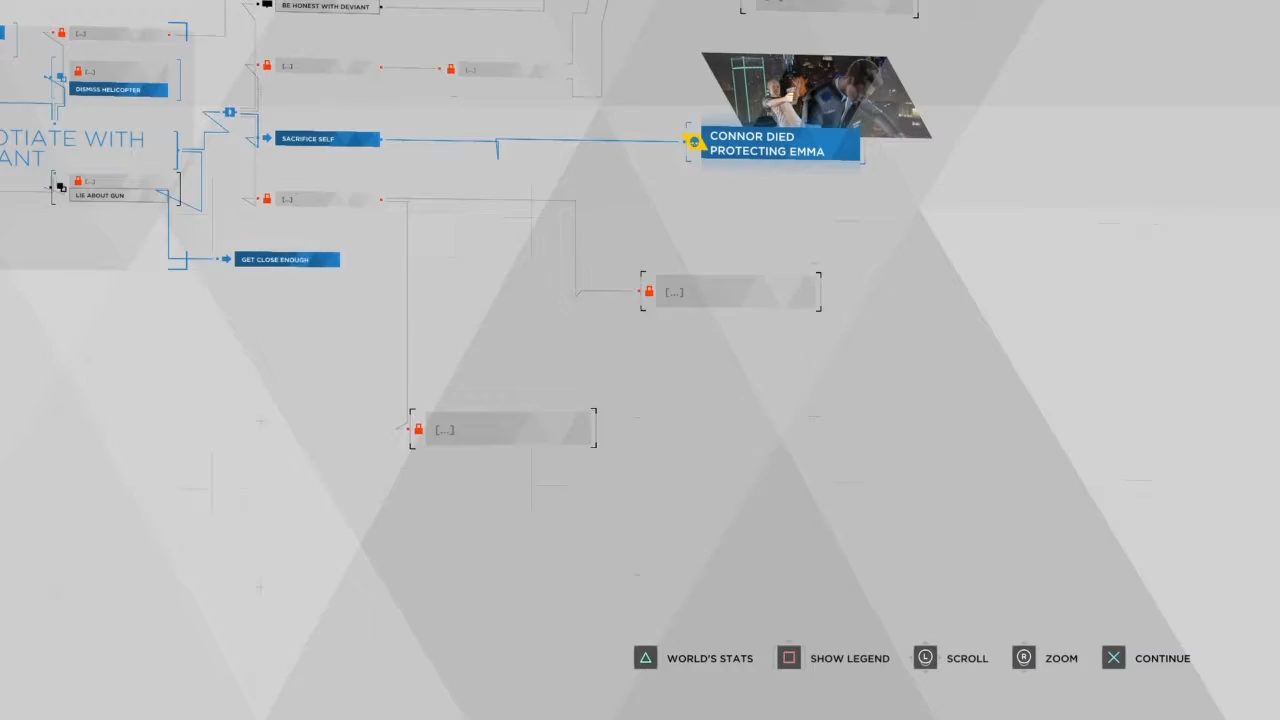 BE HONEST WITH DEVIANT
[...]
[...]
DISMISS HELICOPTER
[...]
[...]
CONNOR DIED
PROTECTING EMMA
OTIATE WITH
ANT
SACRIFICE SELF
[...]
LIE ABOUT GUN
[...]
GET CLOSE ENOUGH
[...]
[...]
WORLD'S STATS
SHOW LEGEND
L
SCROLL
R
ZOOM
CONTINUE